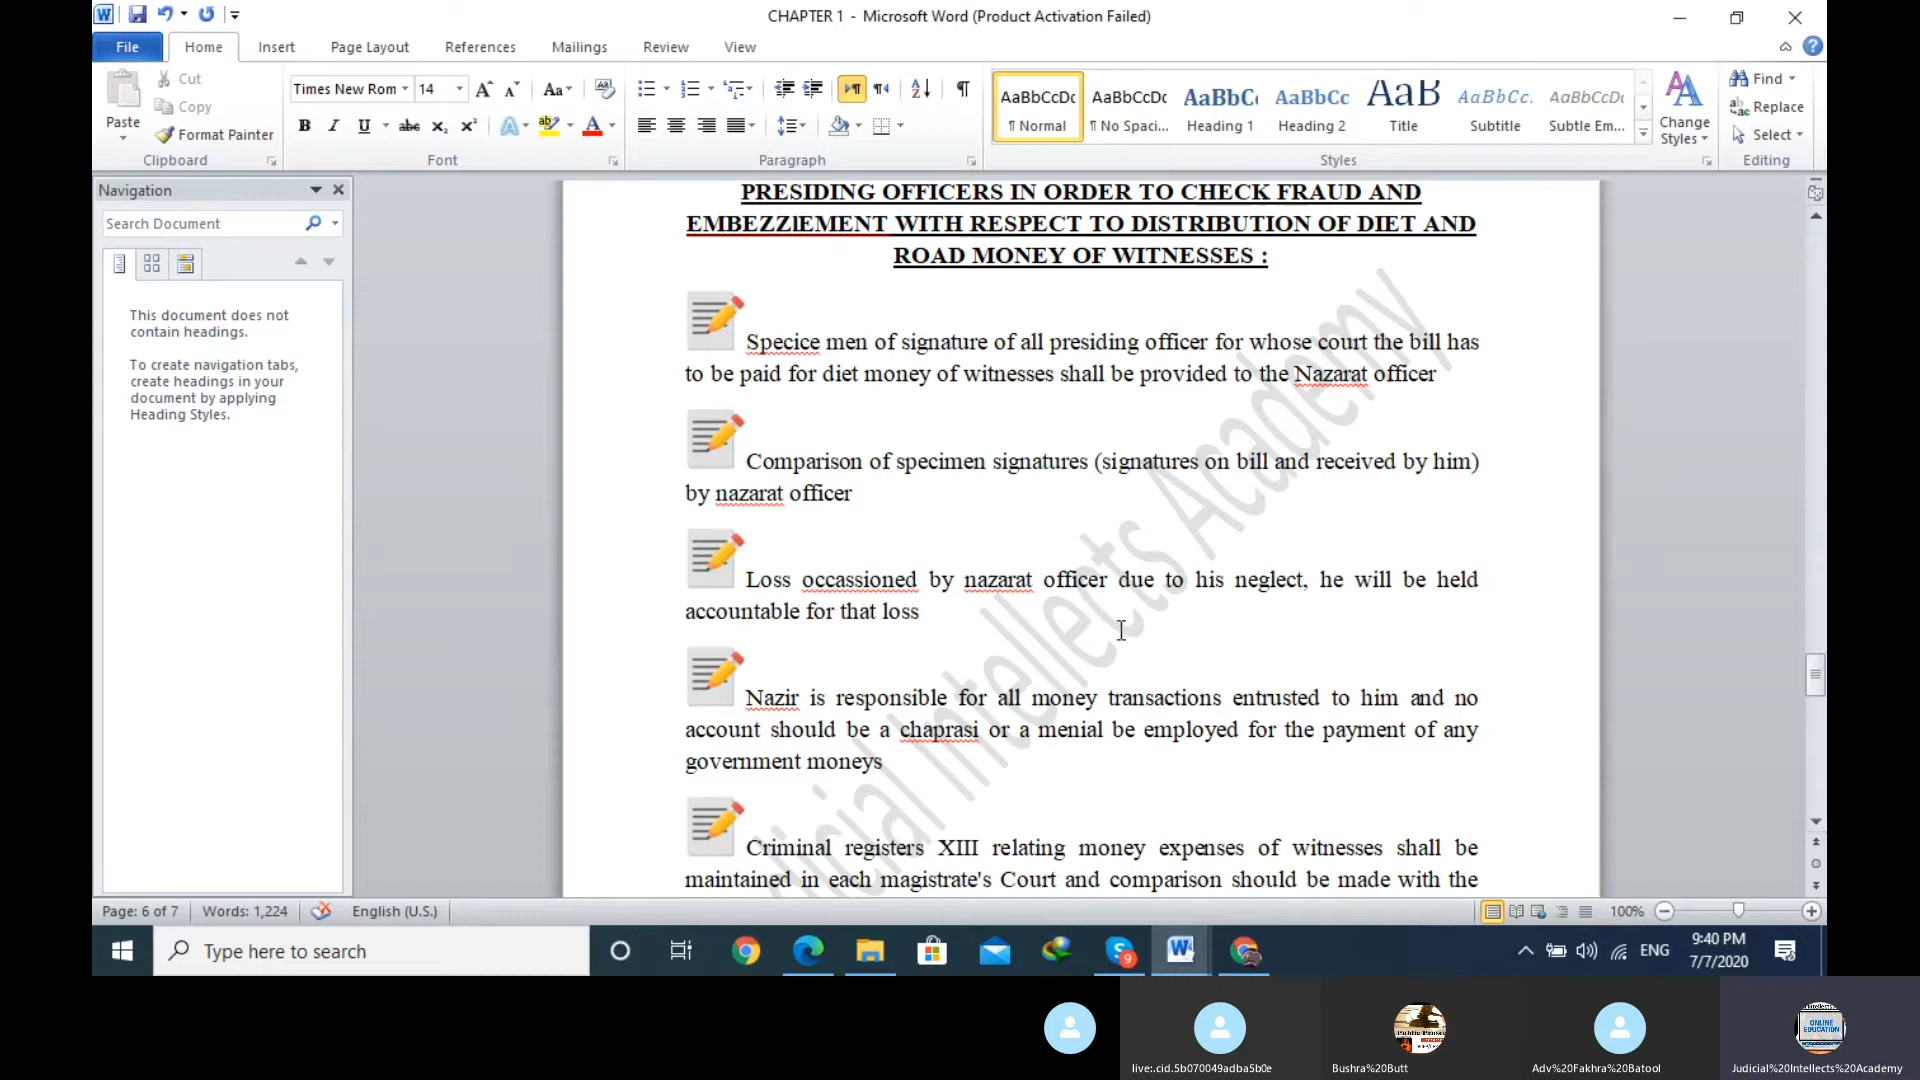 CHAPTER 1 - Microsoft Word (Product Activation Failed)
File Home Insert Page Layout References Mailings Review View
Cut
Copy
Paste
Format Painter
Clipboard
Times New Rom 14
Font
Paragraph
AaBbCcDc AaBbCcDc AaBbC AaBbCc AaB AaBbCc. AaBbCcDc
¶ Normal ¶ No Spaci... Heading 1 Heading 2 Title Subtitle Subtle Em...
Change
Styles
Styles
Find
Replace
Select
Editing
Navigation
Search Document
This document does not
contain headings.
To create navigation tabs,
create headings in your
document by applying
Heading Styles.
PRESIDING OFFICERS IN ORDER TO CHECK FRAUD AND
EMBEZZlEMENT WITH RESPECT TO DISTRIBUTION OF DIET AND
ROAD MONEY OF WITNESSES :
Specice men of signature of all presiding officer for whose court the bill has
to be paid for diet money of witnesses shall be provided to the Nazarat officer
Comparison of specimen signatures (signatures on bill and received by him)
by nazarat officer
Loss occassioned by nazarat officer due to his neglect, he will be held
accountable for that loss
Nazir is responsible for all money transactions entrusted to him and no
account should be a chaprasi or a menial be employed for the payment of any
government moneys
Criminal registers XIII relating money expenses of witnesses shall be
maintained in each magistrate's Court and comparison should be made with the
dicial Intellects Academy
Page: 6 of 7 Words: 1,224 English (U.S.) 100%
Type here to search
9
ENG
9:40 PM
7/7/2020
ONLINE
EDUCATION
live:.cid.5b070049adba5b0e
Bushra%20Butt
Adv%20Fakhra%20Batool
Judicial%20Intellects%20Academy